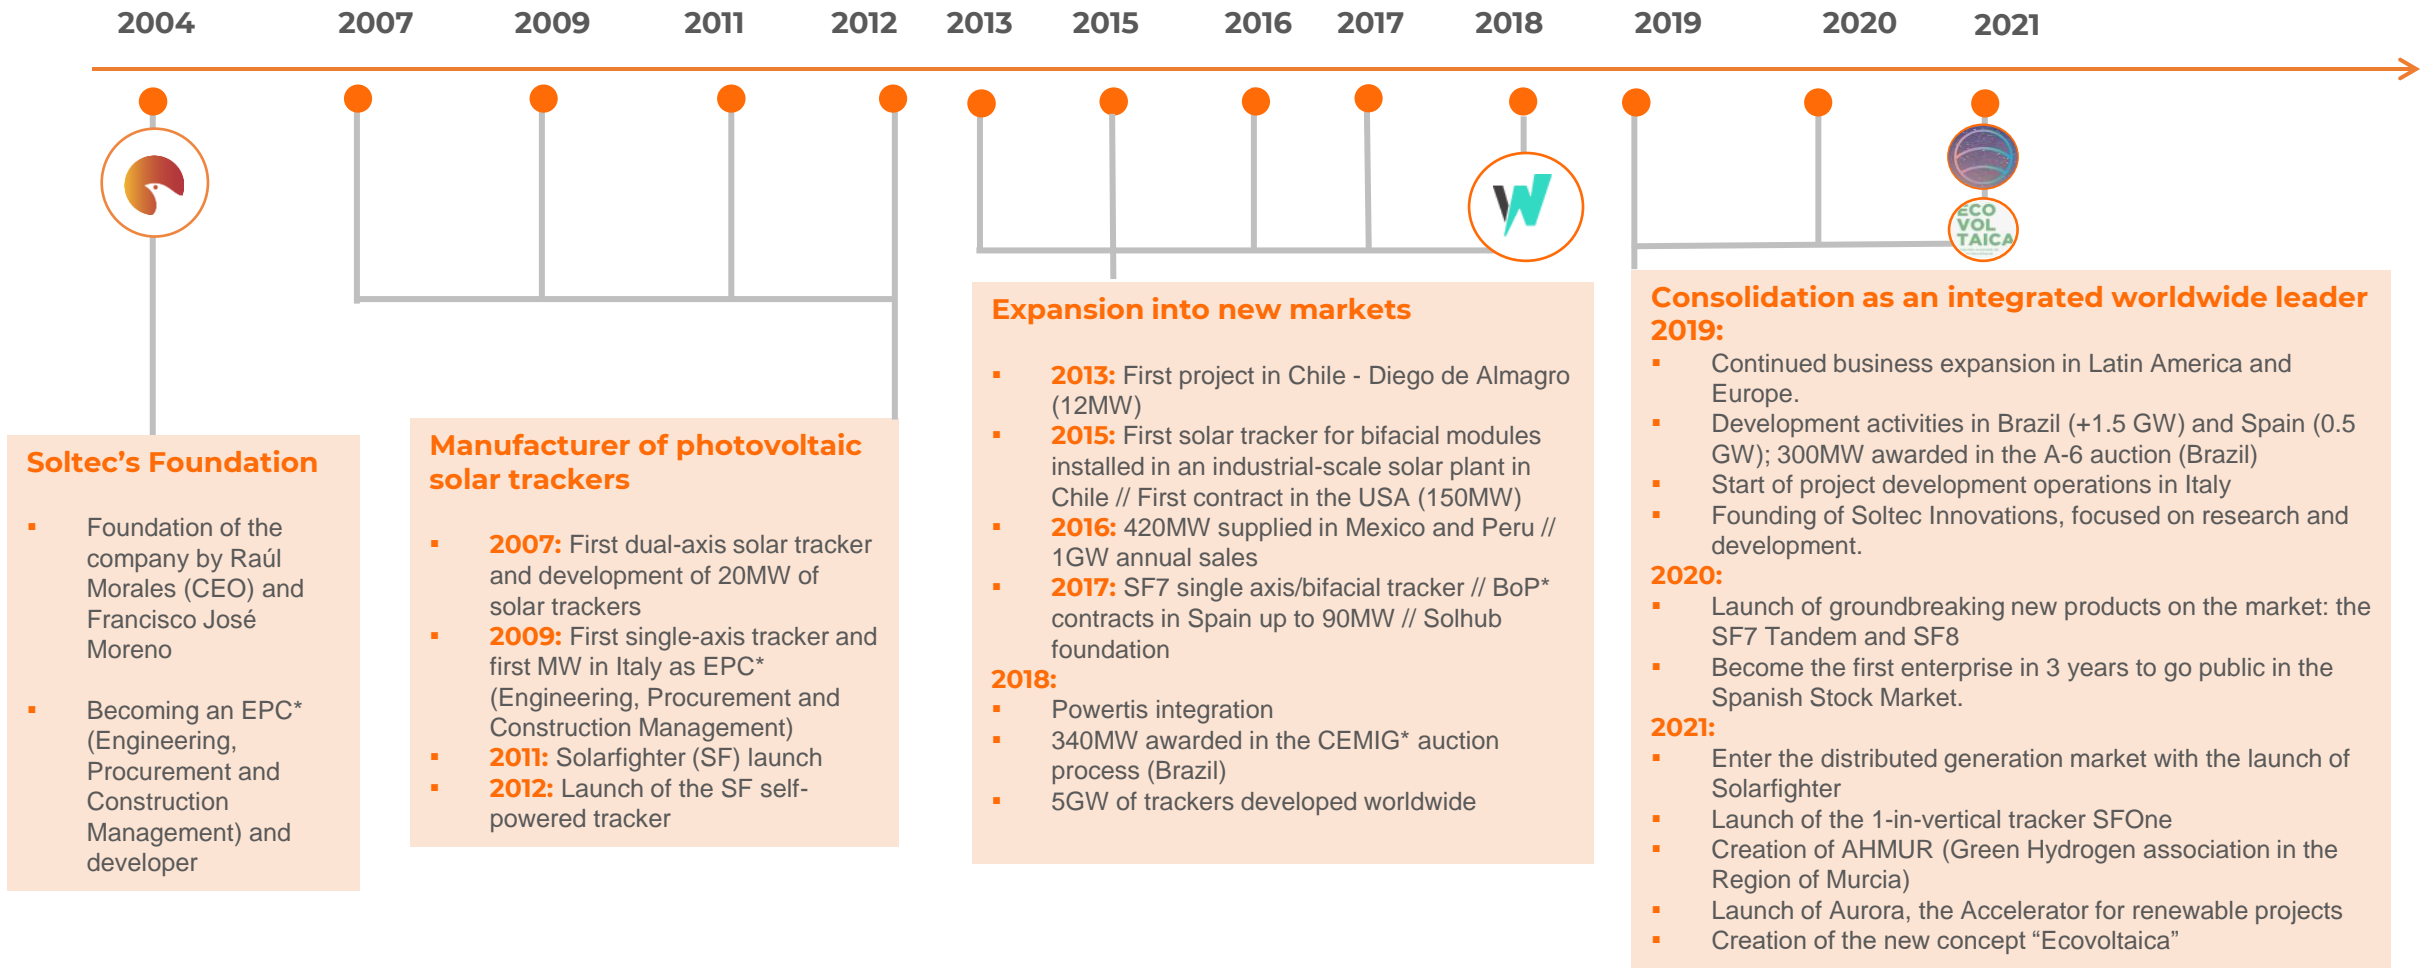 2004 2007 2009 2011 2012 2013 2015 2016 2017 2018 2019 2020 2021
ECO
VOL
TAICA
Soltec's Foundation
▪ Foundation of the
company by Raúl
Morales (CEO) and
Francisco José
Moreno
▪ Becoming an EPC*
(Engineering,
Procurement and
Construction
Management) and
developer
Manufacturer of photovoltaic
solar trackers
▪ 2007: First dual-axis solar tracker
and development of 20MW of
solar trackers
▪ 2009: First single-axis tracker and
first MW in Italy as EPC*
(Engineering, Procurement and
Construction Management)
▪ 2011: Solarfighter (SF) launch
▪ 2012: Launch of the SF self-
powered tracker
Expansion into new markets
▪ 2013: First project in Chile - Diego de Almagro
(12MW)
▪ 2015: First solar tracker for bifacial modules
installed in an industrial-scale solar plant in
Chile // First contract in the USA (150MW)
▪ 2016: 420MW supplied in Mexico and Peru //
1GW annual sales
▪ 2017: SF7 single axis/bifacial tracker // BoP*
contracts in Spain up to 90MW // Solhub
foundation
2018:
▪ Powertis integration
▪ 340MW awarded in the CEMIG* auction
process (Brazil)
▪ 5GW of trackers developed worldwide
Consolidation as an integrated worldwide leader
2019:
▪ Continued business expansion in Latin America and
Europe.
▪ Development activities in Brazil (+1.5 GW) and Spain (0.5
GW); 300MW awarded in the A-6 auction (Brazil)
▪ Start of project development operations in Italy
▪ Founding of Soltec Innovations, focused on research and
development.
2020:
▪ Launch of groundbreaking new products on the market: the
SF7 Tandem and SF8
▪ Become the first enterprise in 3 years to go public in the
Spanish Stock Market.
2021:
▪ Enter the distributed generation market with the launch of
Solarfighter
▪ Launch of the 1-in-vertical tracker SFOne
▪ Creation of AHMUR (Green Hydrogen association in the
Region of Murcia)
▪ Launch of Aurora, the Accelerator for renewable projects
▪ Creation of the new concept “Ecovoltaica”